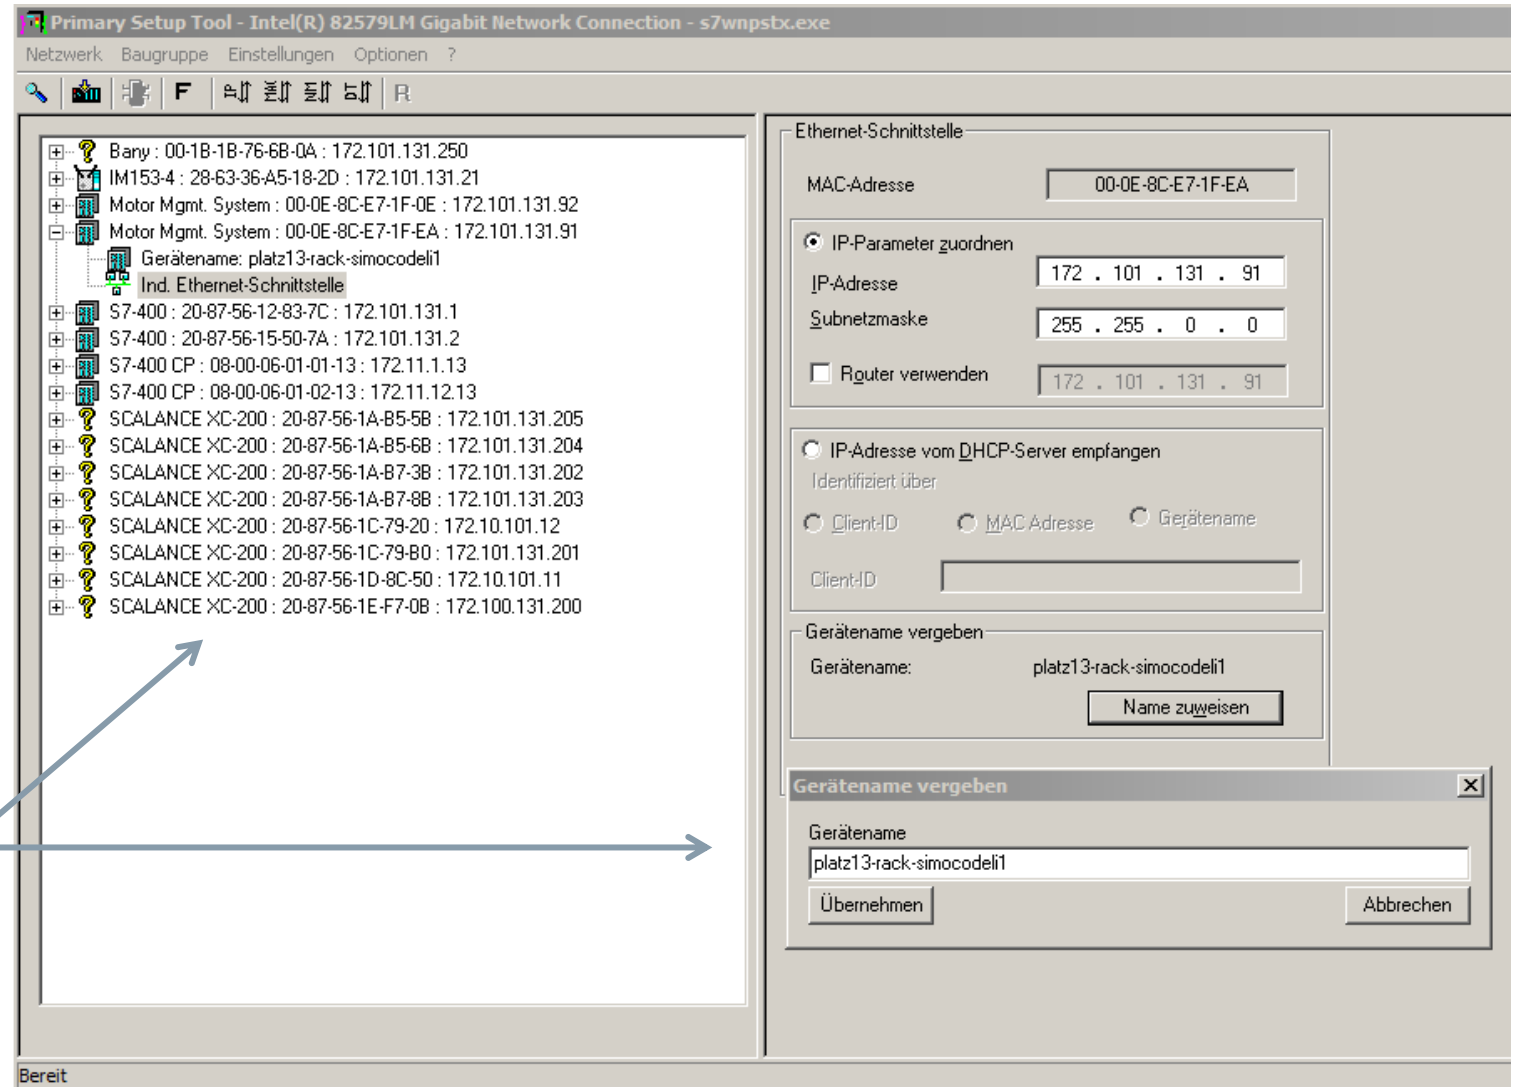 Primary Setup Tool - Intel(R) 82579LM Gigabit Network Connection - s7wnpstx.exe
Netzwerk Baugruppe Einstellungen Optionen ?
F R
Bany : 00-1B-1B-76-6B-0A : 172.101.131.250
IM153-4 : 28-63-36-A5-18-2D : 172.101.131.21
Motor Mgmt. System : 00-0E-8C-E7-1F-0E : 172.101.131.92
Motor Mgmt. System : 00-0E-8C-E7-1F-EA : 172.101.131.91
Gerätename: platz13-rack-simocodeli1
Ind. Ethernet-Schnittstelle
S7-400 : 20-87-56-12-83-7C : 172.101.131.1
S7-400 : 20-87-56-15-50-7A : 172.101.131.2
S7-400 CP : 08-00-06-01-01-13 : 172.11.1.13
S7-400 CP : 08-00-06-01-02-13 : 172.11.12.13
SCALANCE XC-200 : 20-87-56-1A-B5-5B : 172.101.131.205
SCALANCE XC-200 : 20-87-56-1A-B5-6B : 172.101.131.204
SCALANCE XC-200 : 20-87-56-1A-B7-3B : 172.101.131.202
SCALANCE XC-200 : 20-87-56-1A-B7-8B : 172.101.131.203
SCALANCE XC-200 : 20-87-56-1C-79-20 : 172.10.101.12
SCALANCE XC-200 : 20-87-56-1C-79-B0 : 172.101.131.201
SCALANCE XC-200 : 20-87-56-1D-8C-50 : 172.10.101.11
SCALANCE XC-200 : 20-87-56-1E-F7-0B : 172.100.131.200
Ethernet-Schnittstelle
MAC-Adresse 00-0E-8C-E7-1F-EA
IP-Parameter zuordnen
IP-Adresse 172 . 101 . 131 . 91
Subnetzmaske 255 . 255 . 0 . 0
Router verwenden 172 . 101 . 131 . 91
IP-Adresse vom DHCP-Server empfangen
Identifiziert über
Client-ID MAC Adresse Gerätename
Client-ID
Gerätename vergeben
Gerätename: platz13-rack-simocodeli1
Name zuweisen
Gerätename vergeben
Gerätename
platz13-rack-simocodeli1
Übernehmen Abbrechen
Bereit